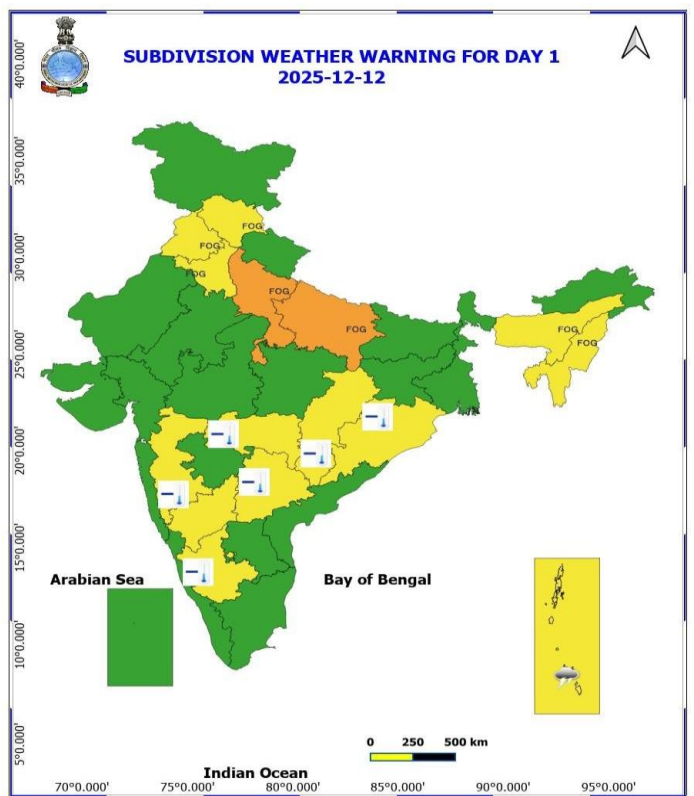 SUBDIVISION WEATHER WARNING FOR DAY 1
2025-12-12
40°0.000'
35°0.000'
30°0.000'
25°0.000'
20°0.000'
15°0.000'
10°0.000'
5°0.000'
FOG
FOG
FOG
FOG
FOG
FOG
FOG
Arabian Sea
Bay of Bengal
0 250 500 km
Indian Ocean
70°0.000' 75°0.000' 80°0.000' 85°0.000' 90°0.000' 95°0.000'